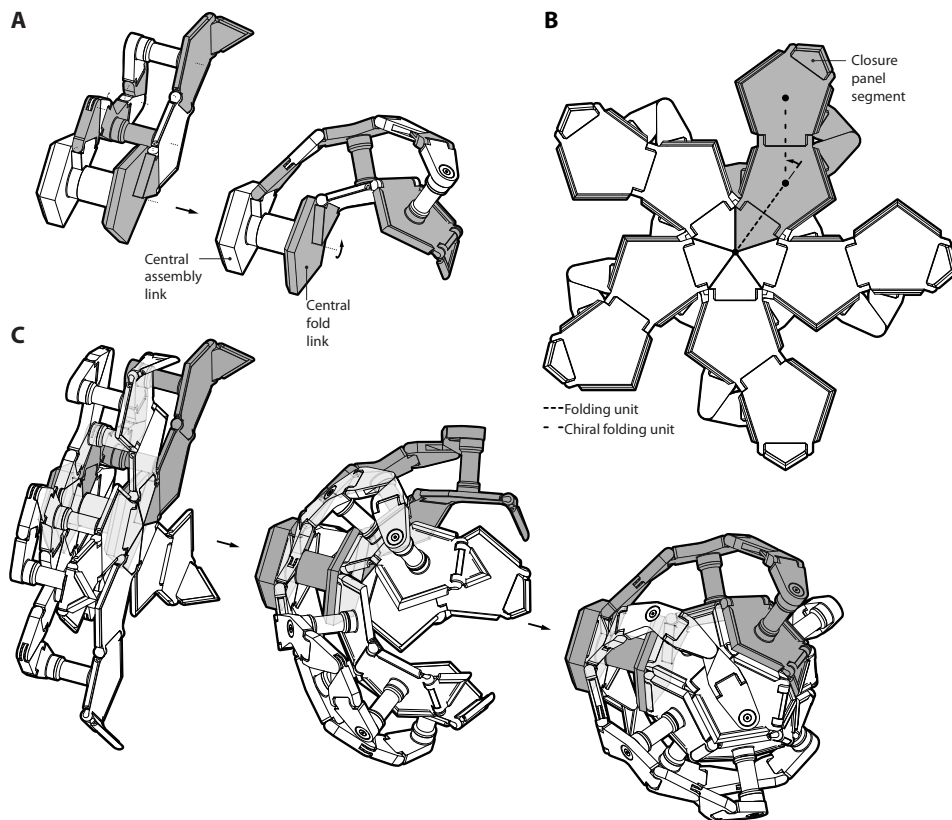 A
B
Closure
panel
segment
Central
assembly
link
Central
fold
link
C
Folding unit
Chiral folding unit